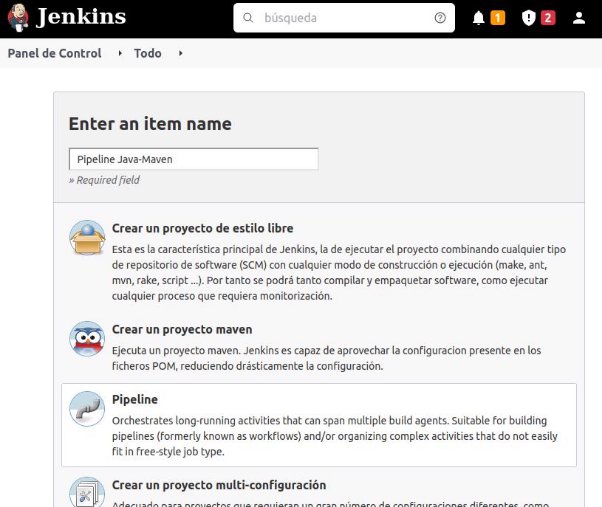 Jenkins
búsqueda
1
2
Panel de Control
Todo
Enter an item name
Pipeline Java-Maven
» Required field
Crear un proyecto de estilo libre
Esta es la característica principal de Jenkins, la de ejecutar el proyecto combinando cualquier tipo
de repositorio de software (SCM) con cualquier modo de construcción o ejecución (make, ant,
mvn, rake, script ...). Por tanto se podrá tanto compilar y empaquetar software, como ejecutar
cualquier proceso que requiera monitorización.
Crear un proyecto maven
Ejecuta un proyecto maven. Jenkins es capaz de aprovechar la configuracion presente en los
ficheros POM, reduciendo drásticamente la configuración.
Pipeline
Orchestrates long-running activities that can span multiple build agents. Suitable for building
pipelines (formerly known as workflows) and/or organizing complex activities that do not easily
fit in free-style job type.
Crear un proyecto multi-configuración
Adecuado para proyectos que requieran un gran número de configuraciones diferentes, como